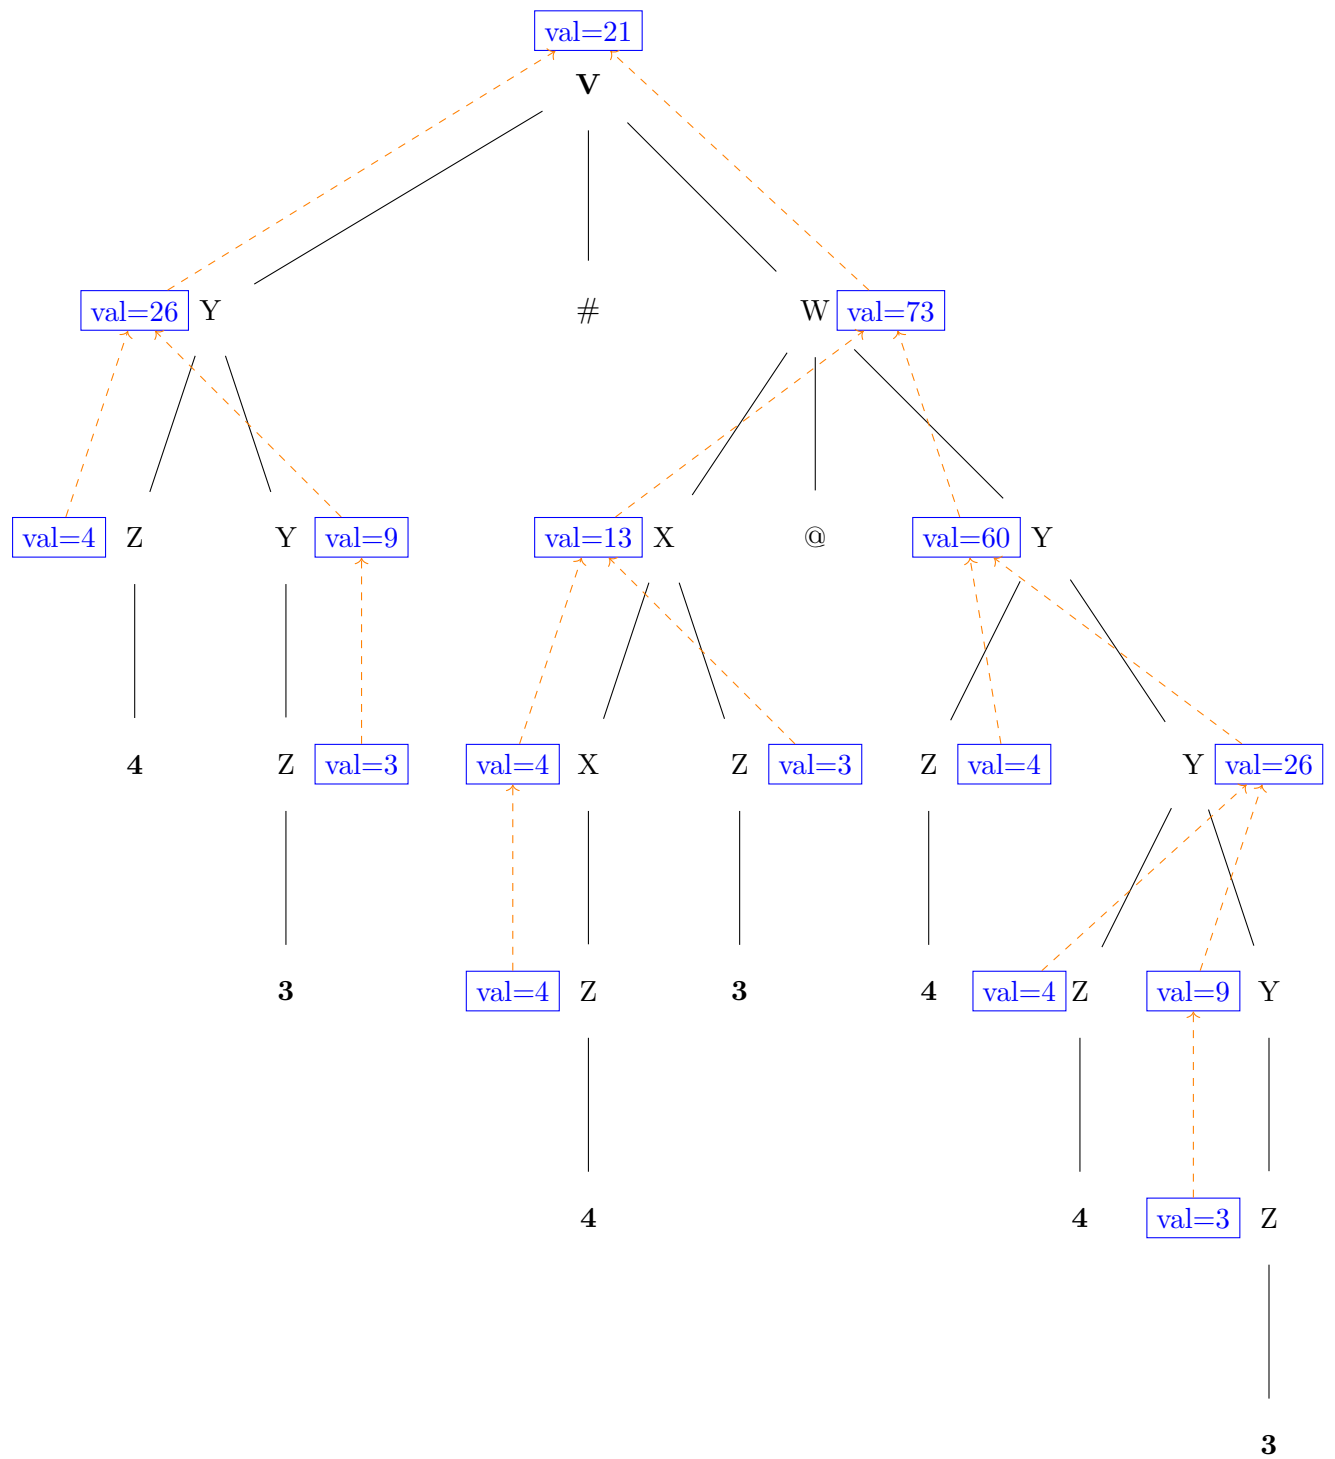 val=21
V
val=26 Y # W val=73
val=4 Z Y val=9 val=13 X @ val=60 Y
4 Z val=3 val=4 X Z val=3 Z val=4 Y val=26
3 val=4 Z 3 4 val=4 Z val=9 Y
4 4 val=3 Z
3